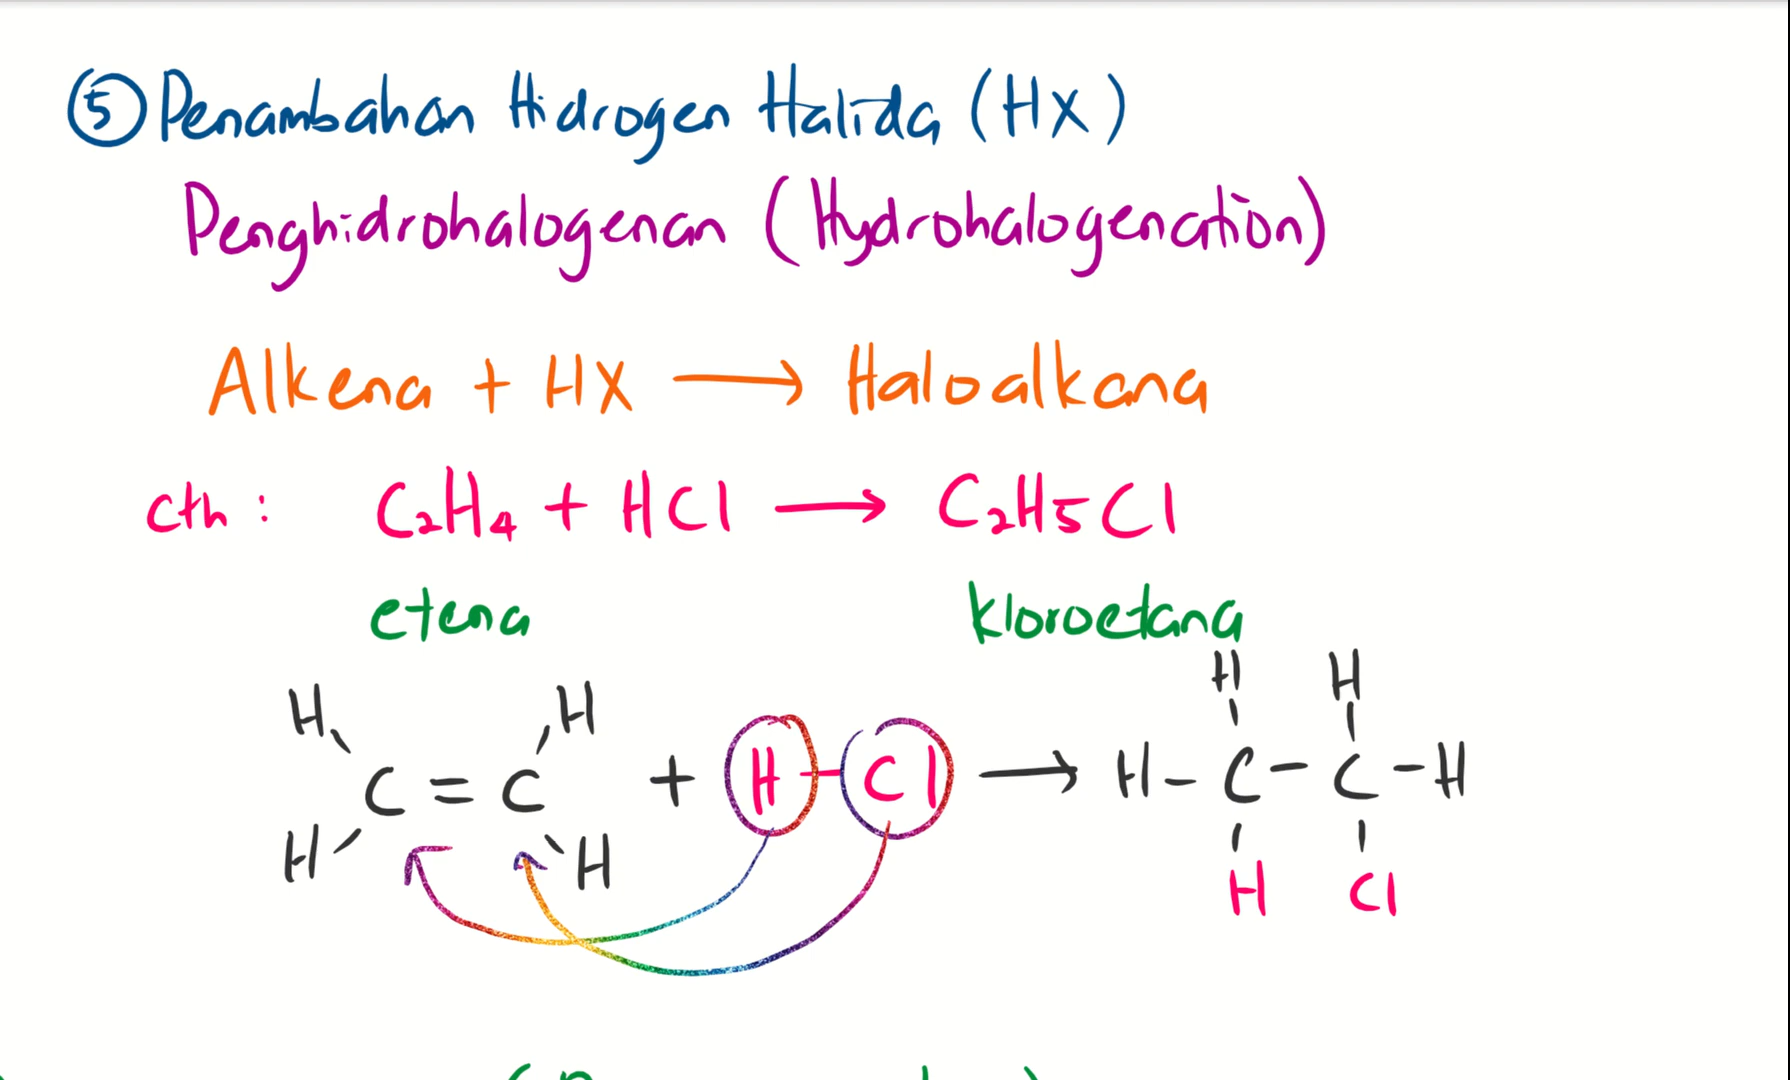 ⑤ Penambahan Hidrogen Halida (HX)
Penghidrohalogenan (Hydrohalogenation)
Alkena + HX → Haloalkana
Cth : C₂H₄ + HCl → C₂H₅Cl
etena kloroetana
H H H H
C = C + H - Cl → H - C - C - H
H H H Cl